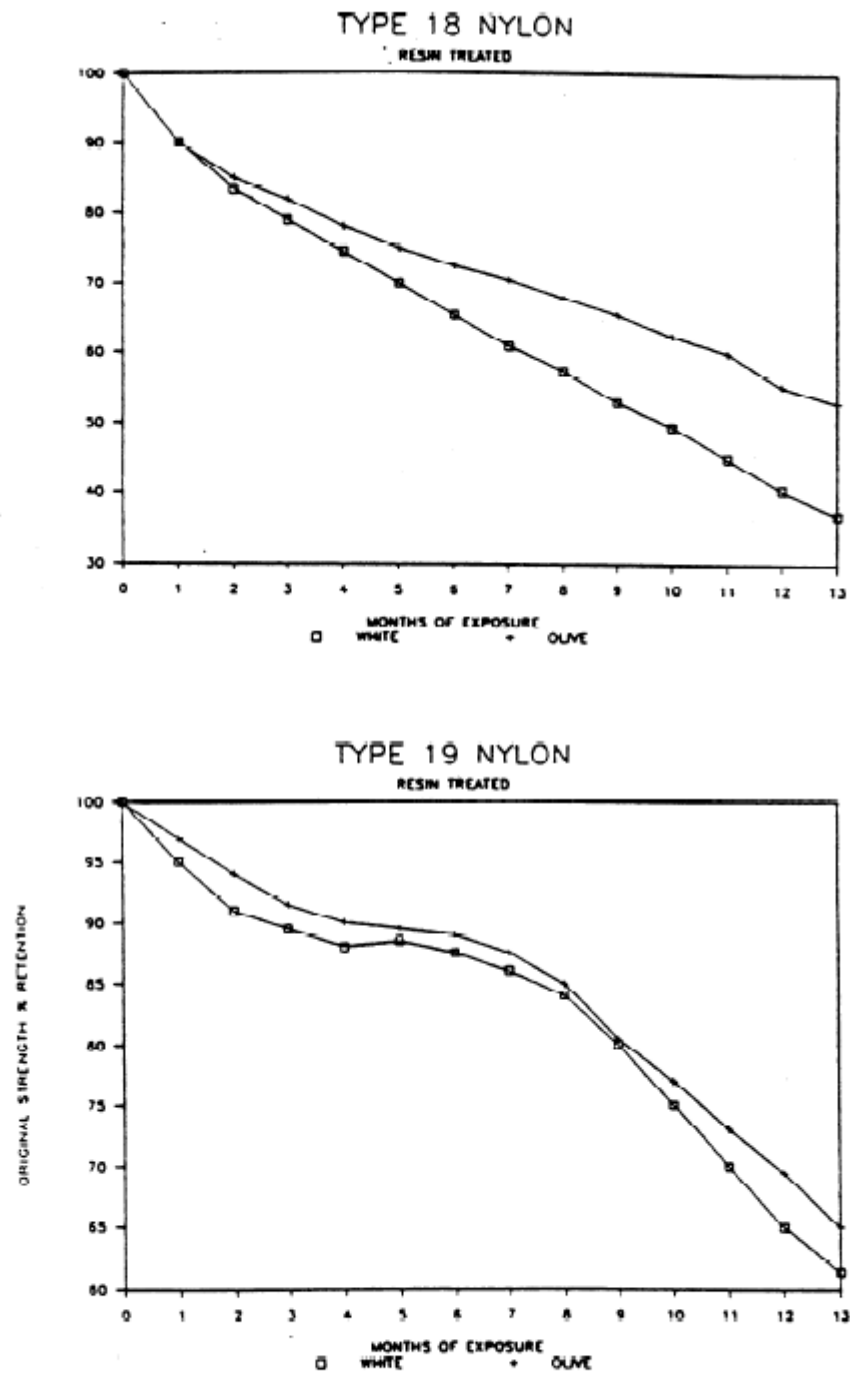 TYPE 18 NYLON
RESIN TREATED
100
90
80
70
60
50
40
30
0 1 2 3 4 5 6 7 8 9 10 11 12 13
MONTHS OF EXPOSURE
WHITE OLIVE
TYPE 19 NYLON
RESIN TREATED
ORIGINAL STRENGTH % RETENTION
100
95
90
85
80
75
70
65
60
0 1 2 3 4 5 6 7 8 9 10 11 12 13
MONTHS OF EXPOSURE
WHITE OLIVE